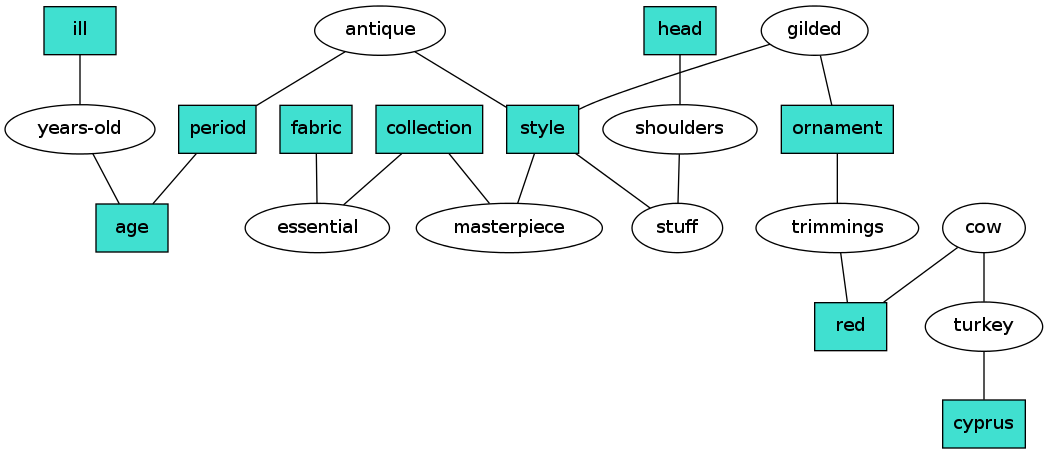 ill
antique
head
gilded
years-old
period
fabric
collection
style
shoulders
ornament
age
essential
masterpiece
stuff
trimmings
cow
red
turkey
cyprus